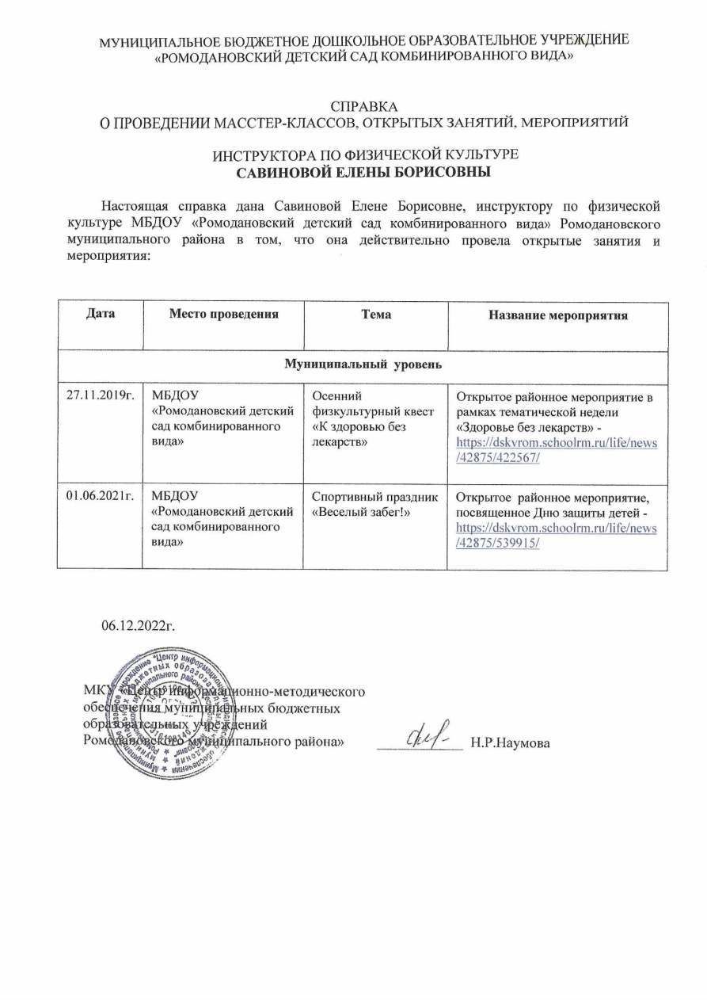 МУНИЦИПАЛЬНОЕ БЮДЖЕТНОЕ ДОШКОЛЬНОЕ ОБРАЗОВАТЕЛЬНОЕ УЧРЕЖДЕНИЕ
«РОМОДАНОВСКИЙ ДЕТСКИЙ САД КОМБИНИРОВАННОГО ВИДА»
СПРАВКА
О ПРОВЕДЕНИИ МАССТЕР-КЛАССОВ, ОТКРЫТЫХ ЗАНЯТИЙ, МЕРОПРИЯТИЙ
ИНСТРУКТОРА ПО ФИЗИЧЕСКОЙ КУЛЬТУРЕ
САВИНОВОЙ ЕЛЕНЫ БОРИСОВНЫ
Настоящая справка дана Савиновой Елене Борисовне, инструктору по физической
культуре МБДОУ «Ромодановский детский сад комбинированного вида» Ромодановского
муниципального района в том, что она действительно провела открытые занятия и
мероприятия:
Дата Место проведения Тема Название мероприятия
Муниципальный уровень
27.11.2019г. МБДОУ Осенний Открытое районное мероприятие в
«Ромодановский детский физкультурный квест рамках тематической недели
сад комбинированного «К здоровью без «Здоровье без лекарств» -
вида» лекарств» https://dskvrom.schoolrm.ru/life/news
/42875/422567/
01.06.2021г. МБДОУ Спортивный праздник Открытое районное мероприятие,
«Ромодановский детский «Веселый забег!» посвященное Дню защиты детей -
сад комбинированного https://dskvrom.schoolrm.ru/life/news
вида» /42875/539915/
06.12.2022г.
МКУ «Центр информационно-методического
обеспечения муниципальных бюджетных
образовательных учреждений
Ромодановского муниципального района» Н.Р.Наумова